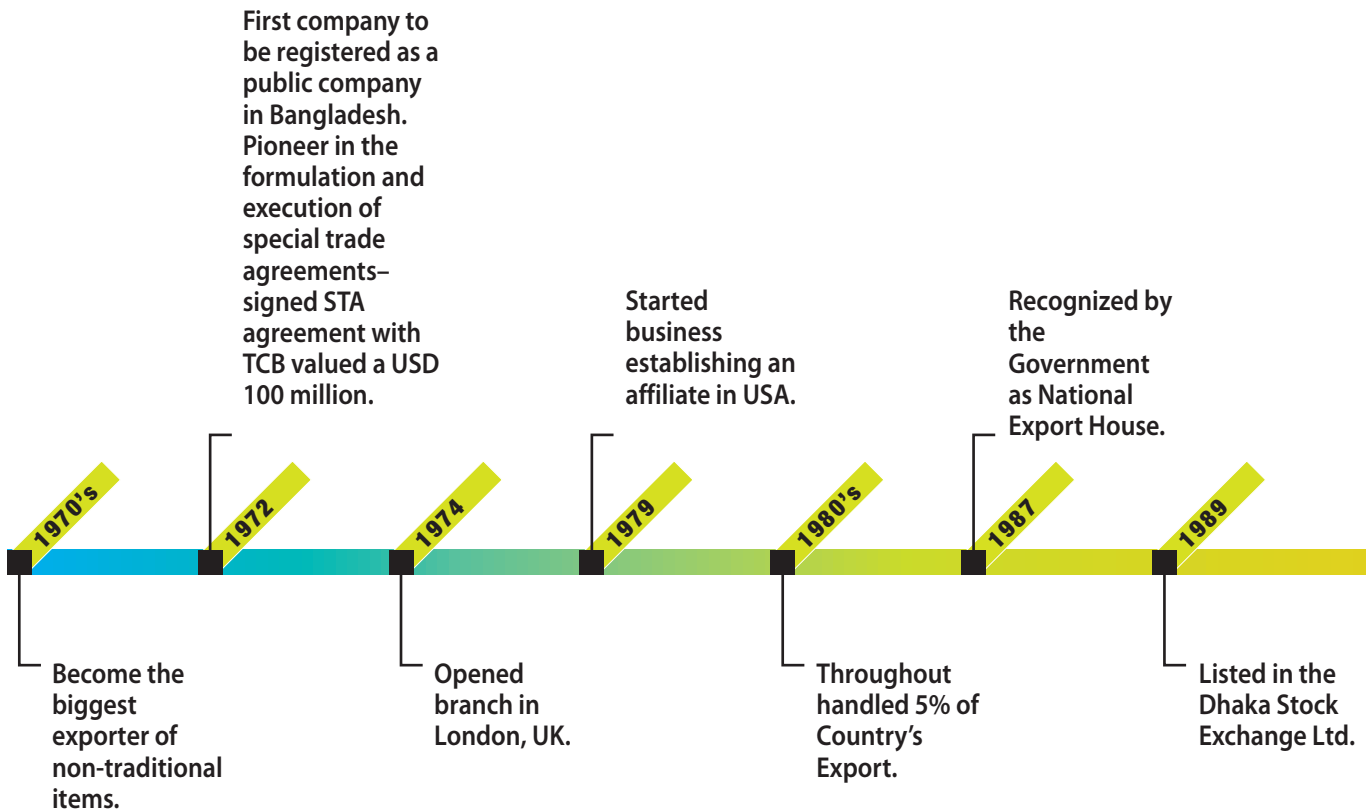 First company to
be registered as a
public company
in Bangladesh.
Pioneer in the
formulation and
execution of
special trade
agreements–
signed STA
agreement with
TCB valued a USD
100 million.
Started
business
establishing an
affiliate in USA.
Recognized by
the
Government
as National
Export House.
1970's
1972
1974
1979
1980's
1987
1989
Become the
biggest
exporter of
non-traditional
items.
Opened
branch in
London, UK.
Throughout
handled 5% of
Country's
Export.
Listed in the
Dhaka Stock
Exchange Ltd.